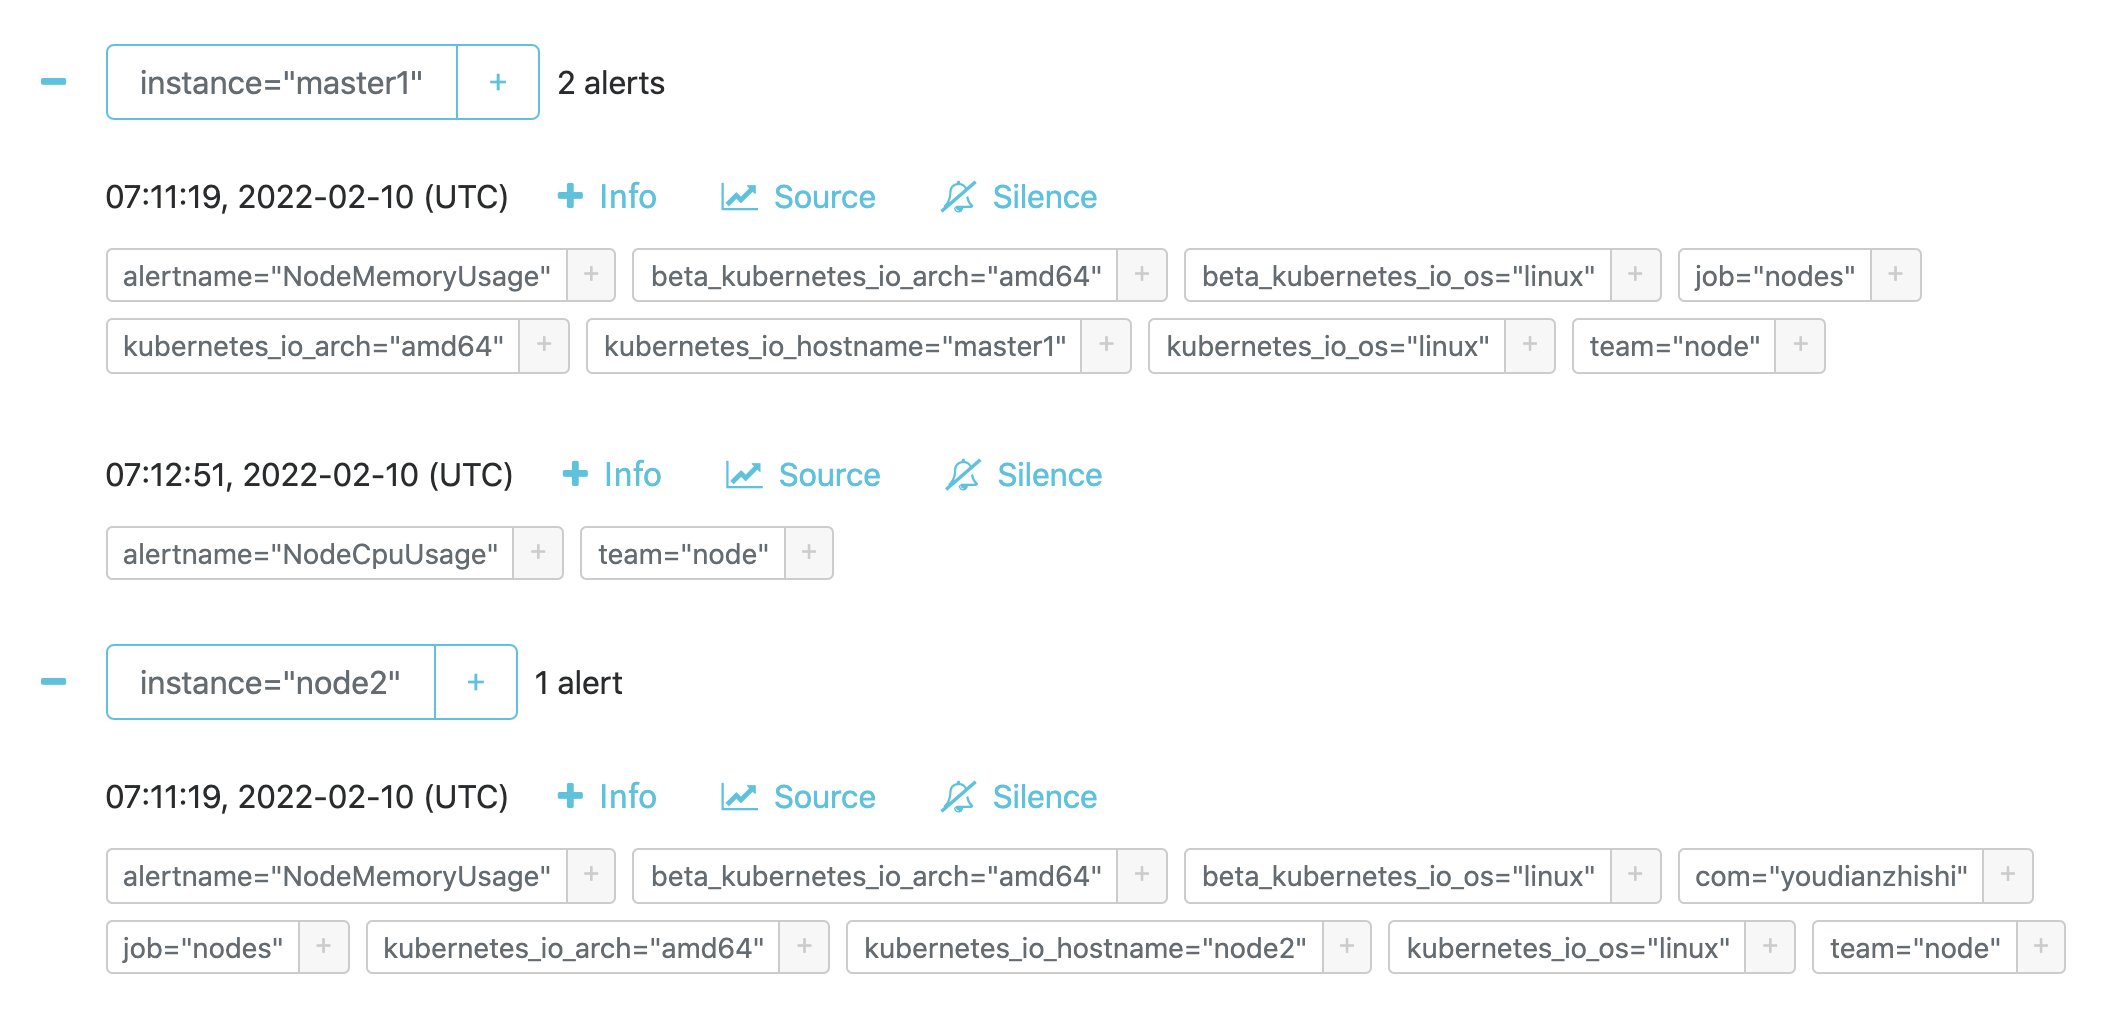 instance="master1" + 2 alerts
07:11:19, 2022-02-10 (UTC) Info Source Silence
alertname="NodeMemoryUsage" + beta_kubernetes_io_arch="amd64" + beta_kubernetes_io_os="linux" + job="nodes" +
kubernetes_io_arch="amd64" + kubernetes_io_hostname="master1" + kubernetes_io_os="linux" + team="node" +
07:12:51, 2022-02-10 (UTC) Info Source Silence
alertname="NodeCpuUsage" + team="node" +
instance="node2" + 1 alert
07:11:19, 2022-02-10 (UTC) Info Source Silence
alertname="NodeMemoryUsage" + beta_kubernetes_io_arch="amd64" + beta_kubernetes_io_os="linux" + com="youdianzhishi" +
job="nodes" + kubernetes_io_arch="amd64" + kubernetes_io_hostname="node2" + kubernetes_io_os="linux" + team="node" +